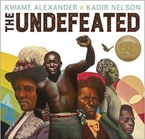 KWAME ALEXANDER • KADIR NELSON
THE UNDEFEATED